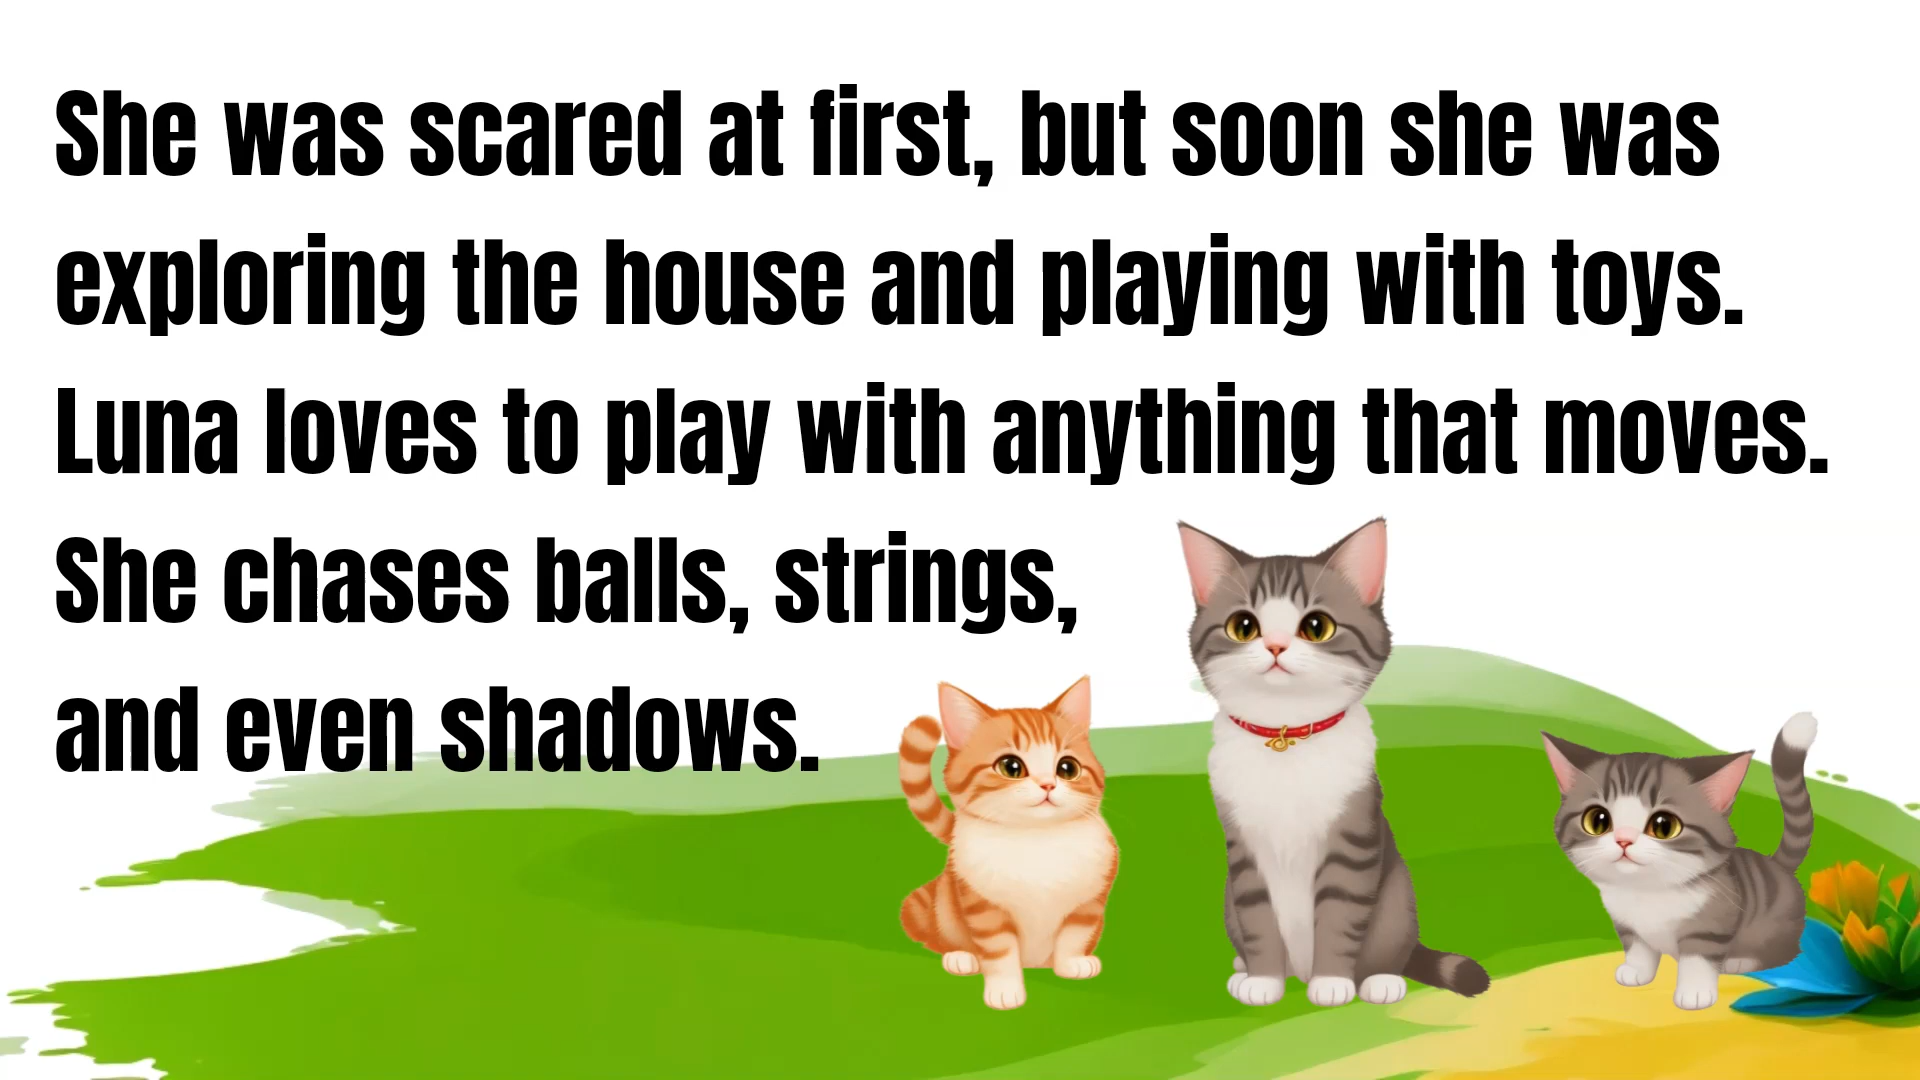 She was scared at first, but soon she was
exploring the house and playing with toys.
Luna loves to play with anything that moves.
She chases balls, strings,
and even shadows.